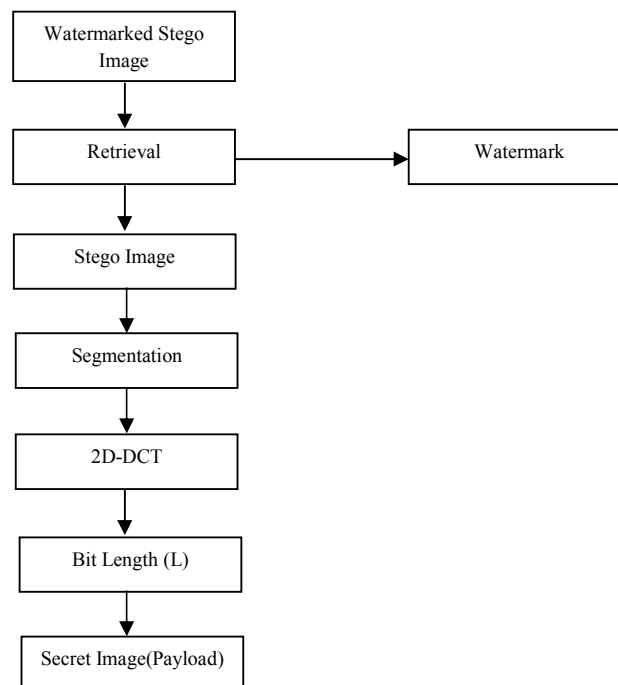 Watermarked Stego
Image
Retrieval
Watermark
Stego Image
Segmentation
2D-DCT
Bit Length (L)
Secret Image(Payload)